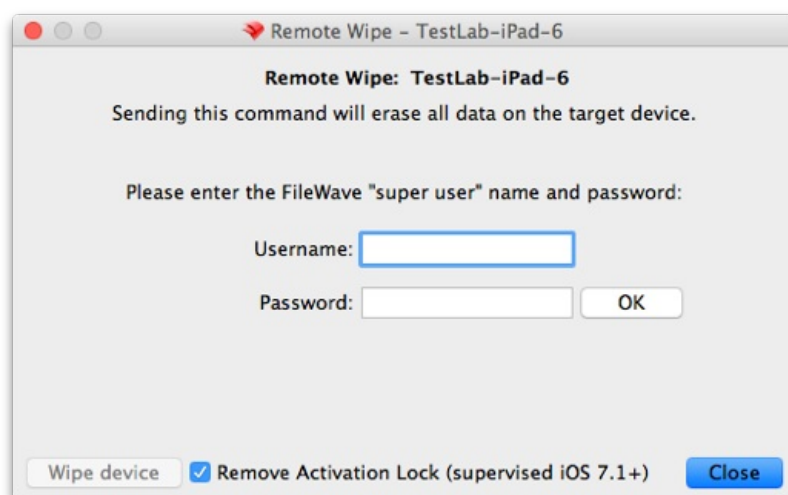 Remote Wipe – TestLab-iPad-6
Remote Wipe: TestLab-iPad-6
Sending this command will erase all data on the target device.
Please enter the FileWave "super user" name and password:
Username:
Password: OK
Wipe device Remove Activation Lock (supervised iOS 7.1+) Close